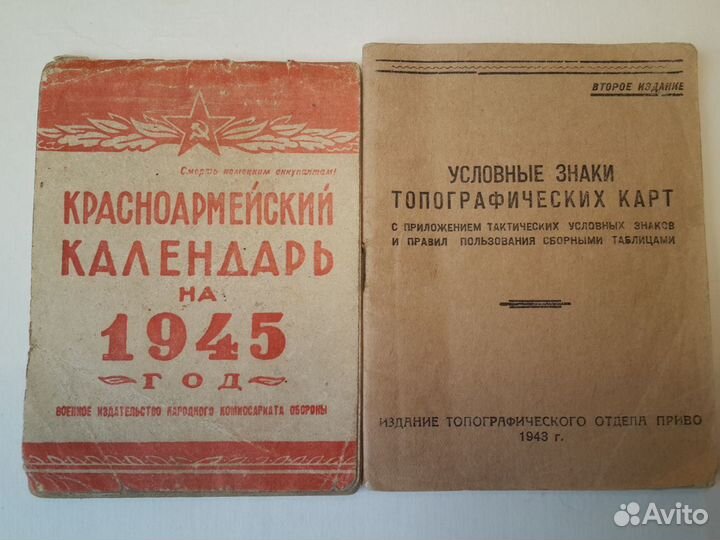 Смерть немецким оккупантам!
КРАСНОАРМЕЙСКИЙ
КАЛЕНДАРЬ
НА
1945
ГОД
ВОЕННОЕ ИЗДАТЕЛЬСТВО НАРОДНОГО КОМИССАРИАТА ОБОРОНЫ
ВТОРОЕ ИЗДАНИЕ
УСЛОВНЫЕ ЗНАКИ
ТОПОГРАФИЧЕСКИХ КАРТ
С ПРИЛОЖЕНИЕМ ТАКТИЧЕСКИХ УСЛОВНЫХ ЗНАКОВ
И ПРАВИЛ ПОЛЬЗОВАНИЯ СБОРНЫМИ ТАБЛИЦАМИ
ИЗДАНИЕ ТОПОГРАФИЧЕСКОГО ОТДЕЛА ПРИВО
1943 г.
Avito